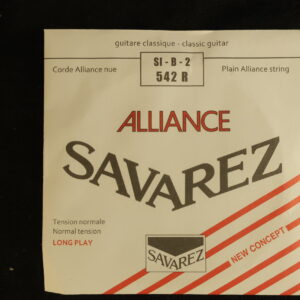 guitare classique - classic guitar
Corde Alliance nue
SI - B - 2
542 R
Plain Alliance string
ALLIANCE
SAVAREZ
Tension normale
Normal tension
LONG PLAY
SAVAREZ
NEW CONCEPT